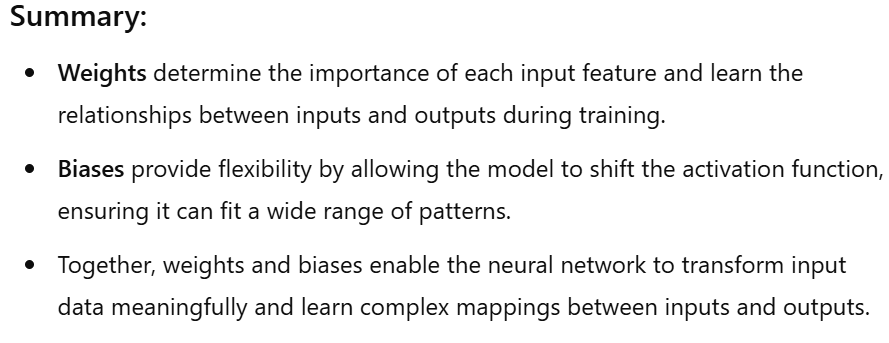 Summary:
• Weights determine the importance of each input feature and learn the
relationships between inputs and outputs during training.
• Biases provide flexibility by allowing the model to shift the activation function,
ensuring it can fit a wide range of patterns.
• Together, weights and biases enable the neural network to transform input
data meaningfully and learn complex mappings between inputs and outputs.